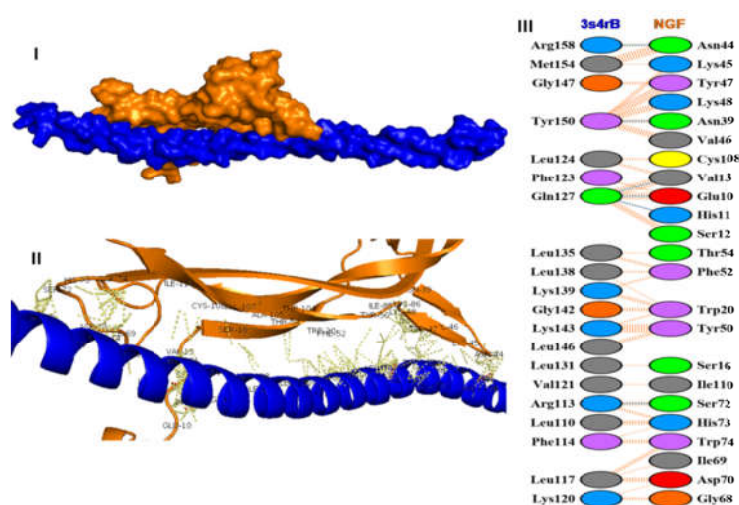 I
II
GLU-10
III
3s4rB NGF
Arg158 Asn44
Met154 Lys45
Gly147 Tyr47
Lys48
Tyr150 Asn39
Val46
Leu124 Cys108
Phe123 Val13
Gln127 Glu10
His11
Ser12
Leu135 Thr54
Leu138 Phe52
Lys139
Gly142 Trp20
Lys143 Tyr50
Leu146
Leu131 Ser16
Val121 Ile110
Arg113 Ser72
Leu110 His73
Phe114 Trp74
Ile69
Leu117 Asp70
Lys120 Gly68